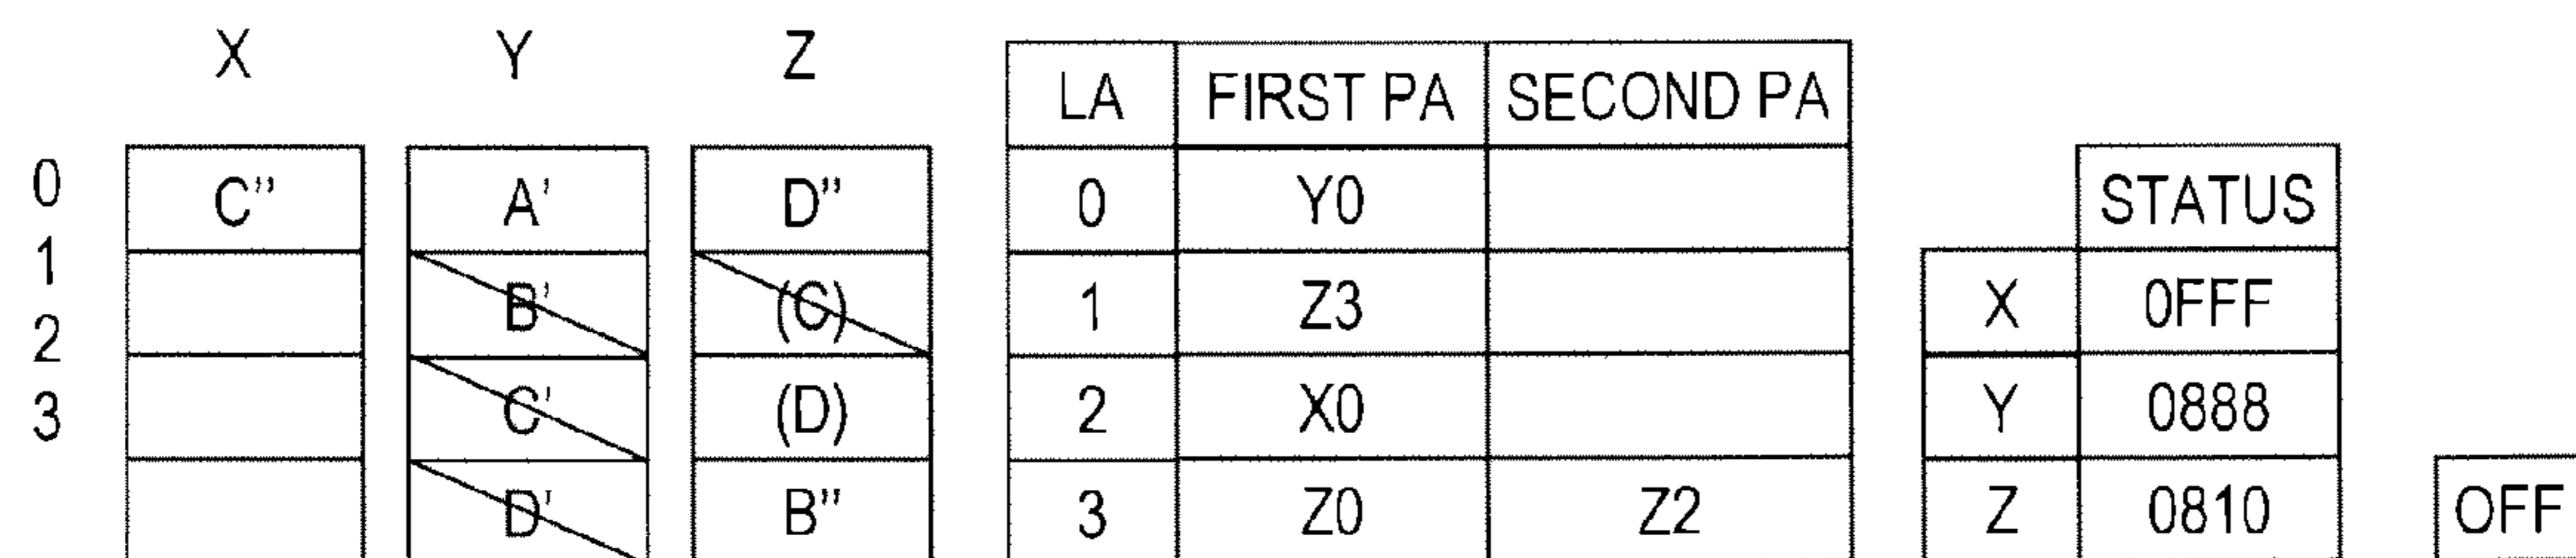 X Y Z
LA FIRST PA SECOND PA
0 C" A' D" 0 Y0 STATUS
1 B' (C) 1 Z3 X 0FFF
2 C' (D) 2 X0 Y 0888
3 D' B" 3 Z0 Z2 Z 0810 OFF